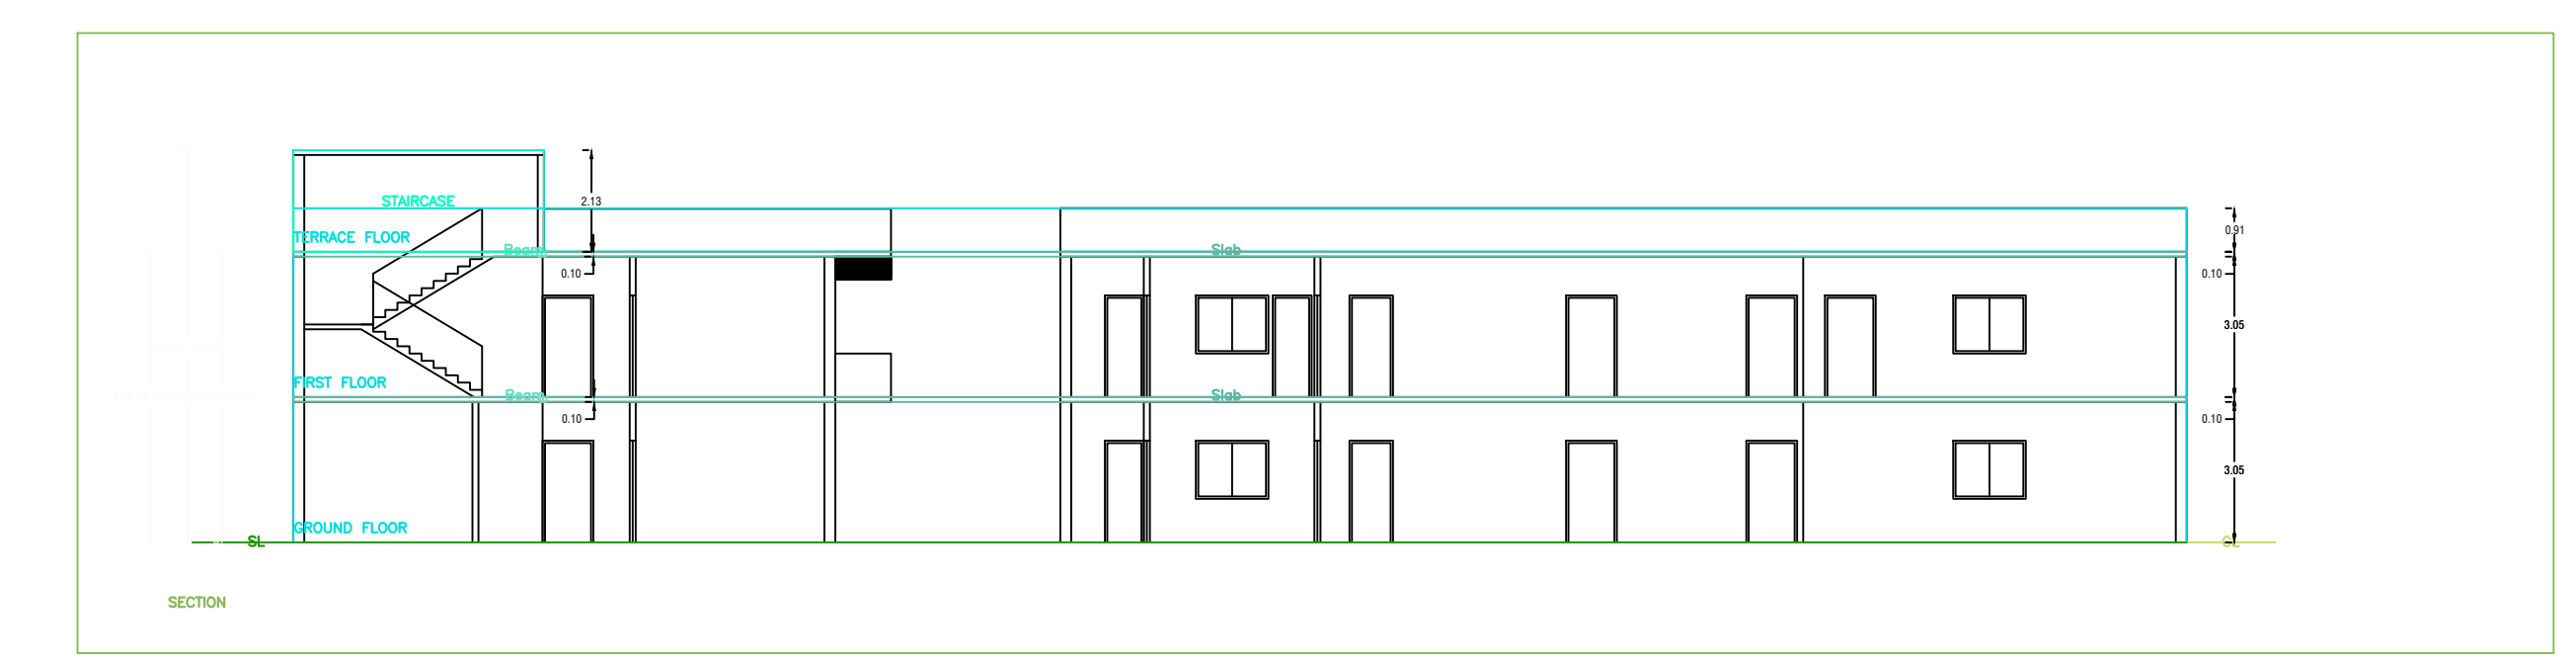 STAIRCASE
2.13
TERRACE FLOOR
0.91
Beam
Slab
0.10
0.10
3.05
FIRST FLOOR
Beam
Slab
0.10
0.10
3.05
GROUND FLOOR
SL
GL
SECTION